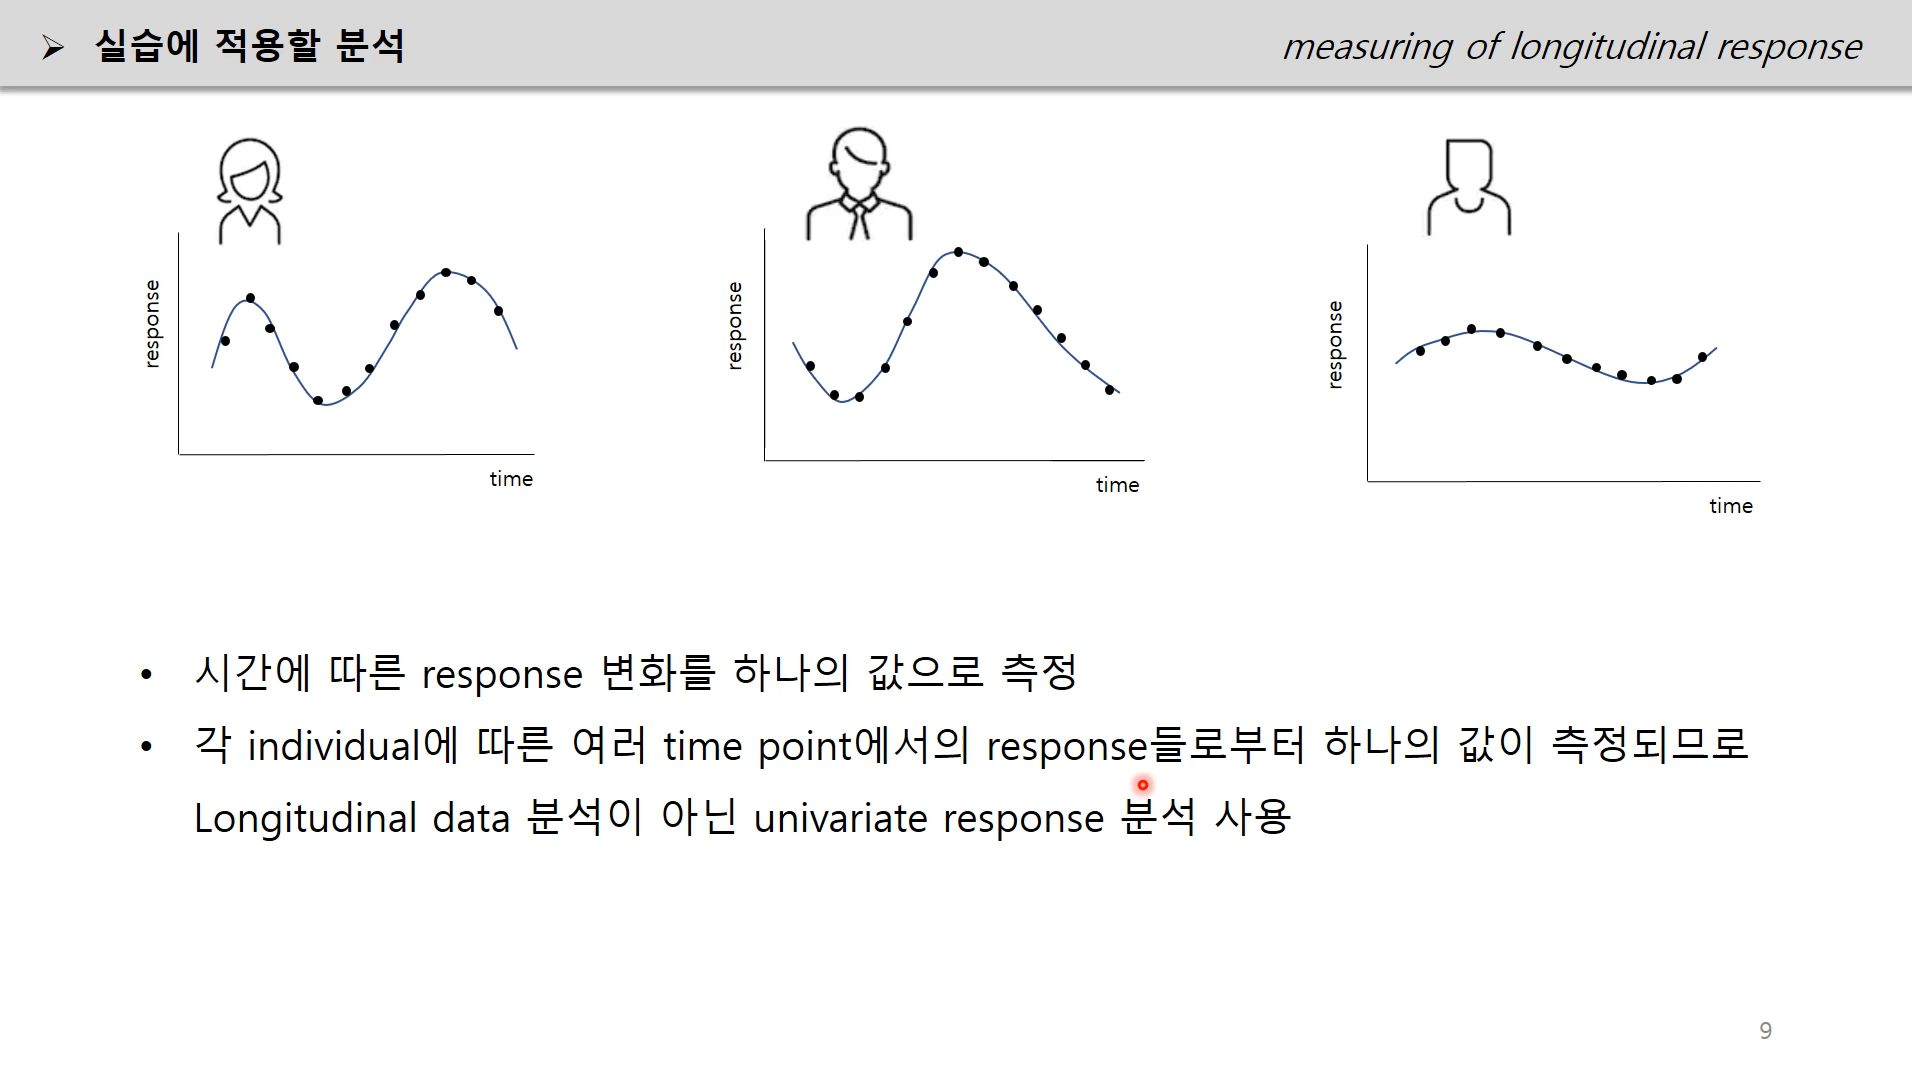 ➢ 실습에 적용할 분석
measuring of longitudinal response
response
time
response
time
response
time
• 시간에 따른 response 변화를 하나의 값으로 측정
• 각 individual에 따른 여러 time point에서의 response들로부터 하나의 값이 측정되므로
Longitudinal data 분석이 아닌 univariate response 분석 사용
9